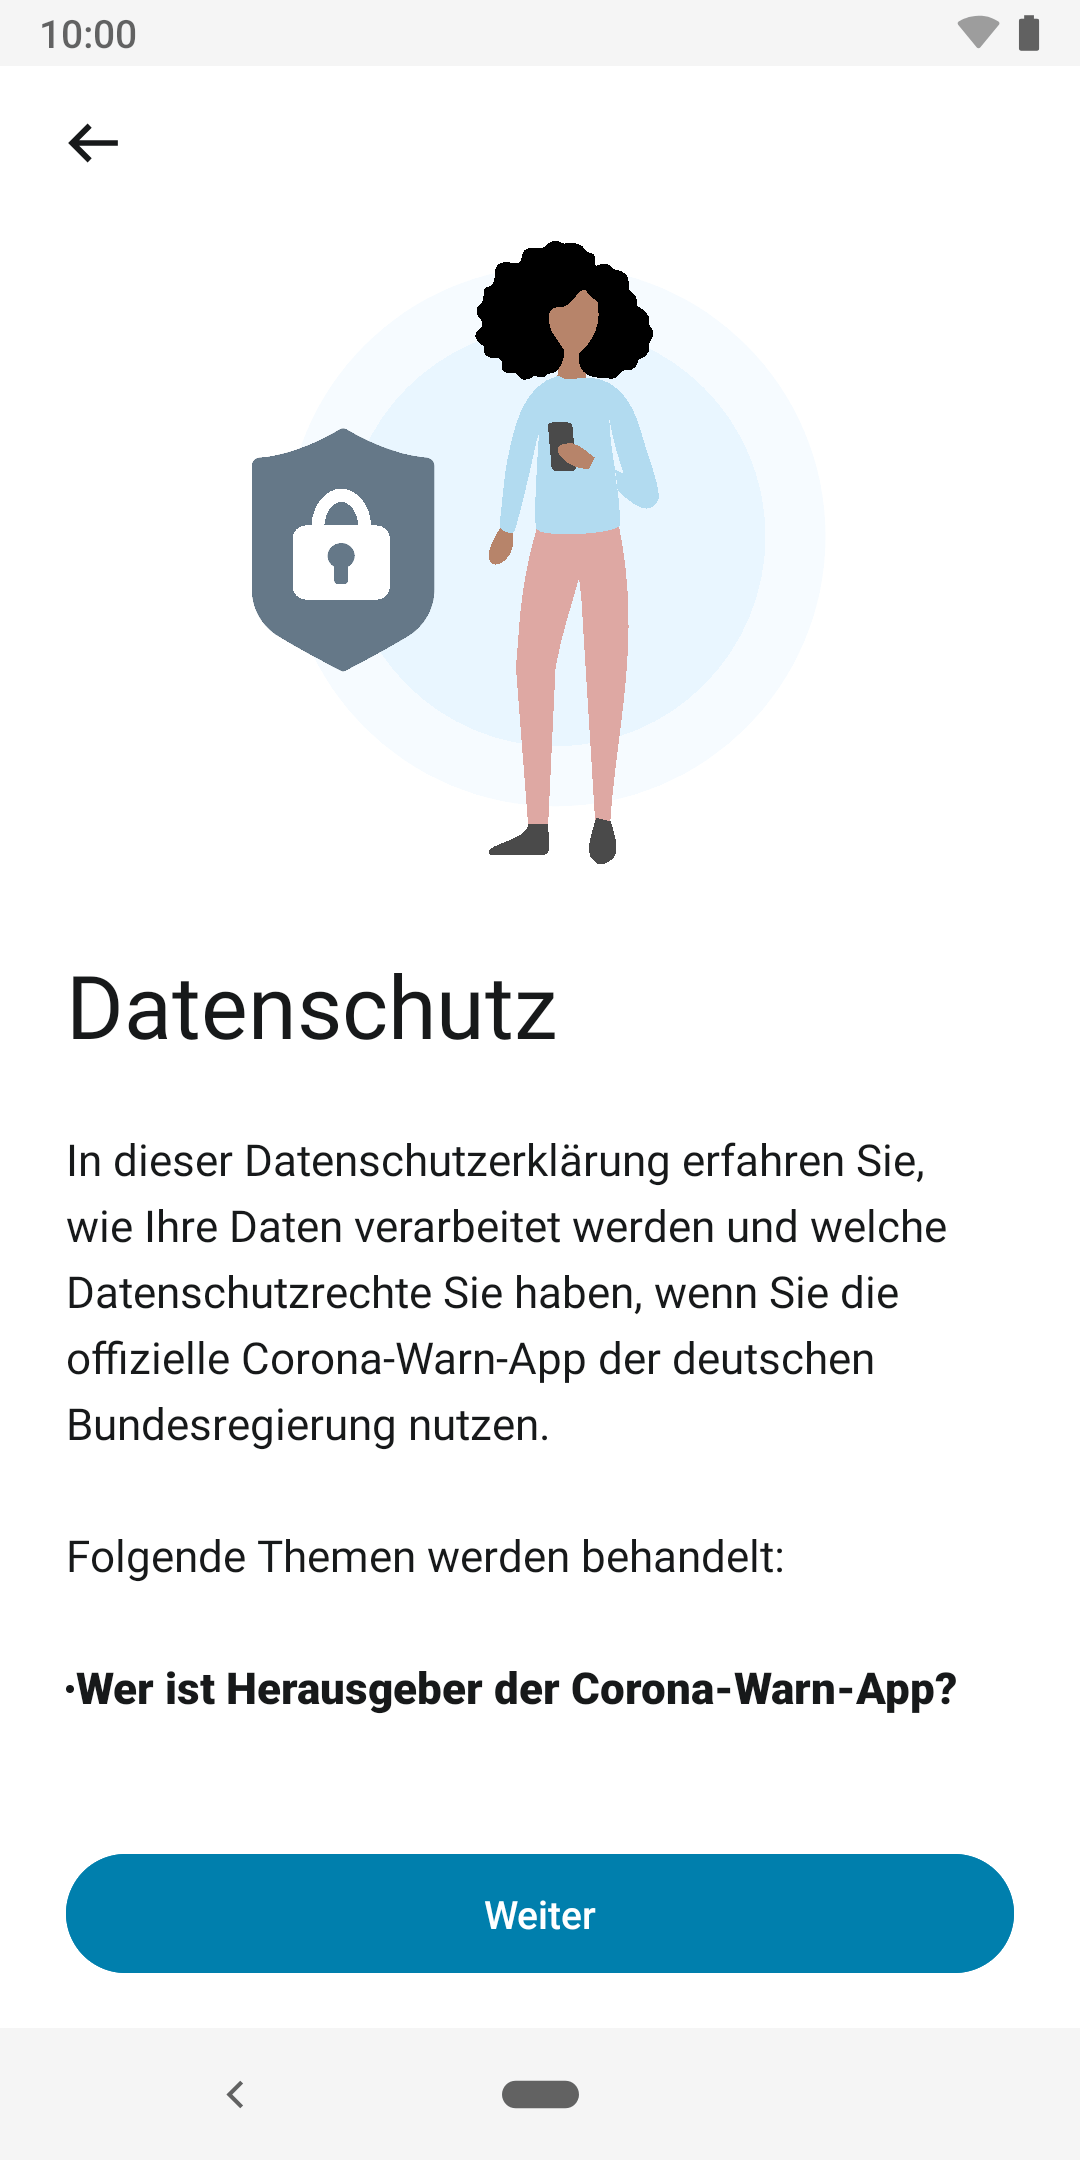 10:00
Datenschutz
In dieser Datenschutzerklärung erfahren Sie,
wie Ihre Daten verarbeitet werden und welche
Datenschutzrechte Sie haben, wenn Sie die
offizielle Corona-Warn-App der deutschen
Bundesregierung nutzen.
Folgende Themen werden behandelt:
·Wer ist Herausgeber der Corona-Warn-App?
Weiter